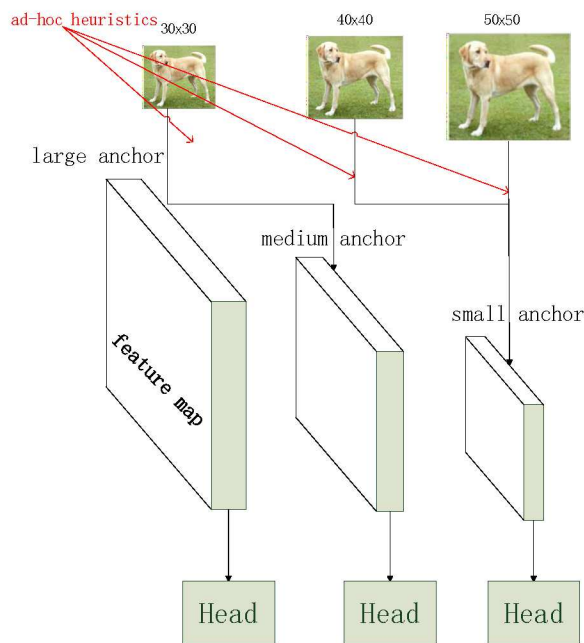 ad-hoc heuristics
30x30
40x40
50x50
large anchor
medium anchor
small anchor
feature map
Head
Head
Head